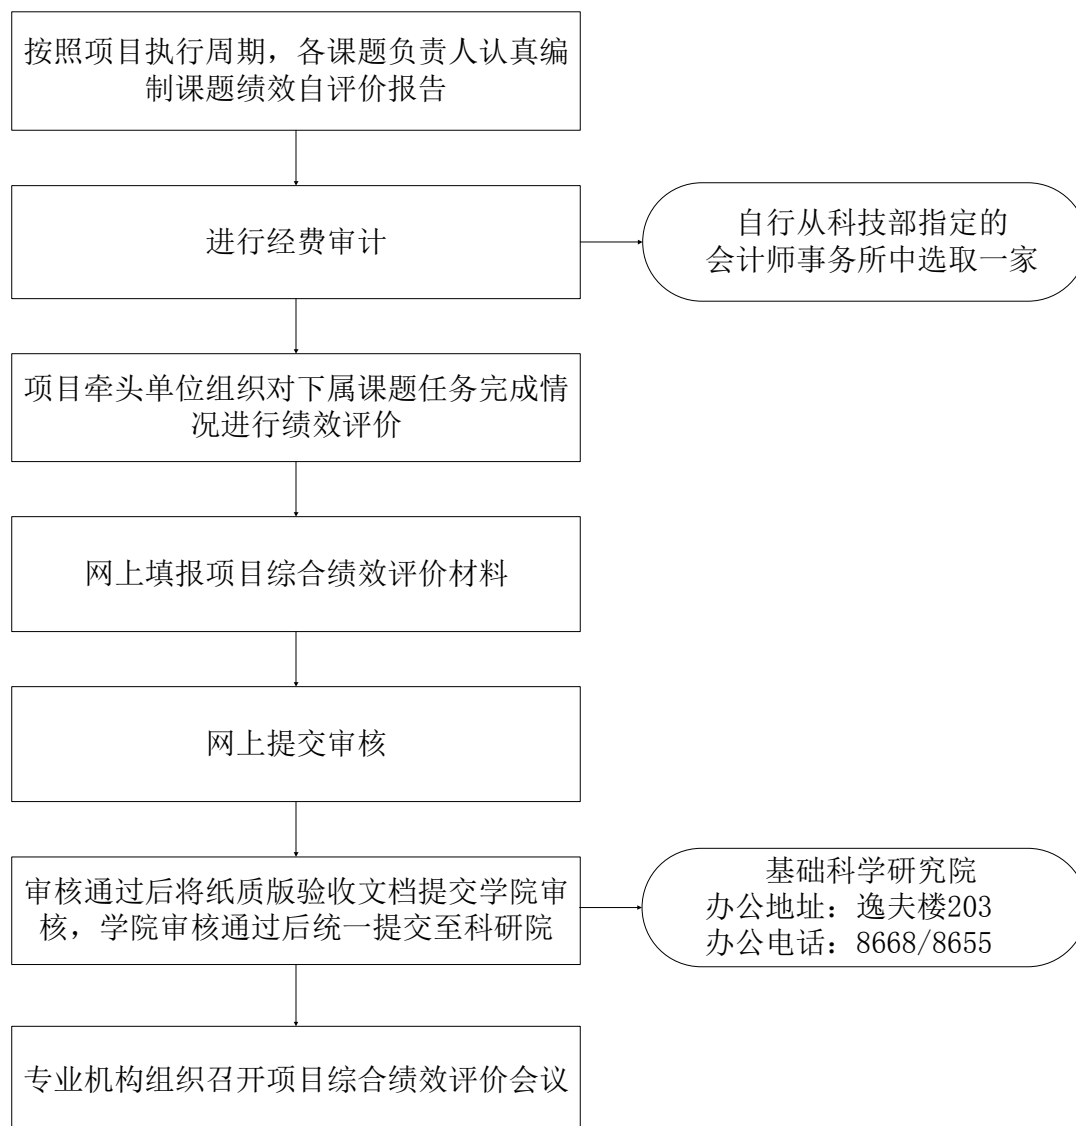 按照项目执行周期，各课题负责人认真编
制课题绩效自评价报告
进行经费审计
自行从科技部指定的
会计师事务所中选取一家
项目牵头单位组织对下属课题任务完成情
况进行绩效评价
网上填报项目综合绩效评价材料
网上提交审核
审核通过后将纸质版验收文档提交学院审
核，学院审核通过后统一提交至科研院
基础科学研究院
办公地址：逸夫楼203
办公电话：8668/8655
专业机构组织召开项目综合绩效评价会议